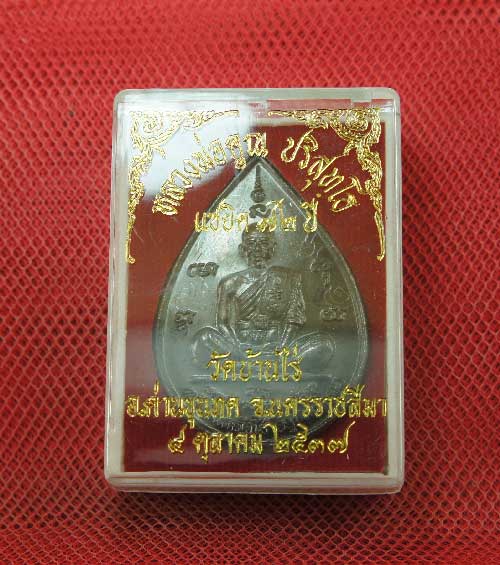 หลวงพ่อคูณ ปริสุทฺโธ
แซยิด ๗๒ ปี
วัดบ้านไร่
อ.ด่านขุนทด จ.นครราชสีมา
๔ ตุลาคม ๒๕๓๗